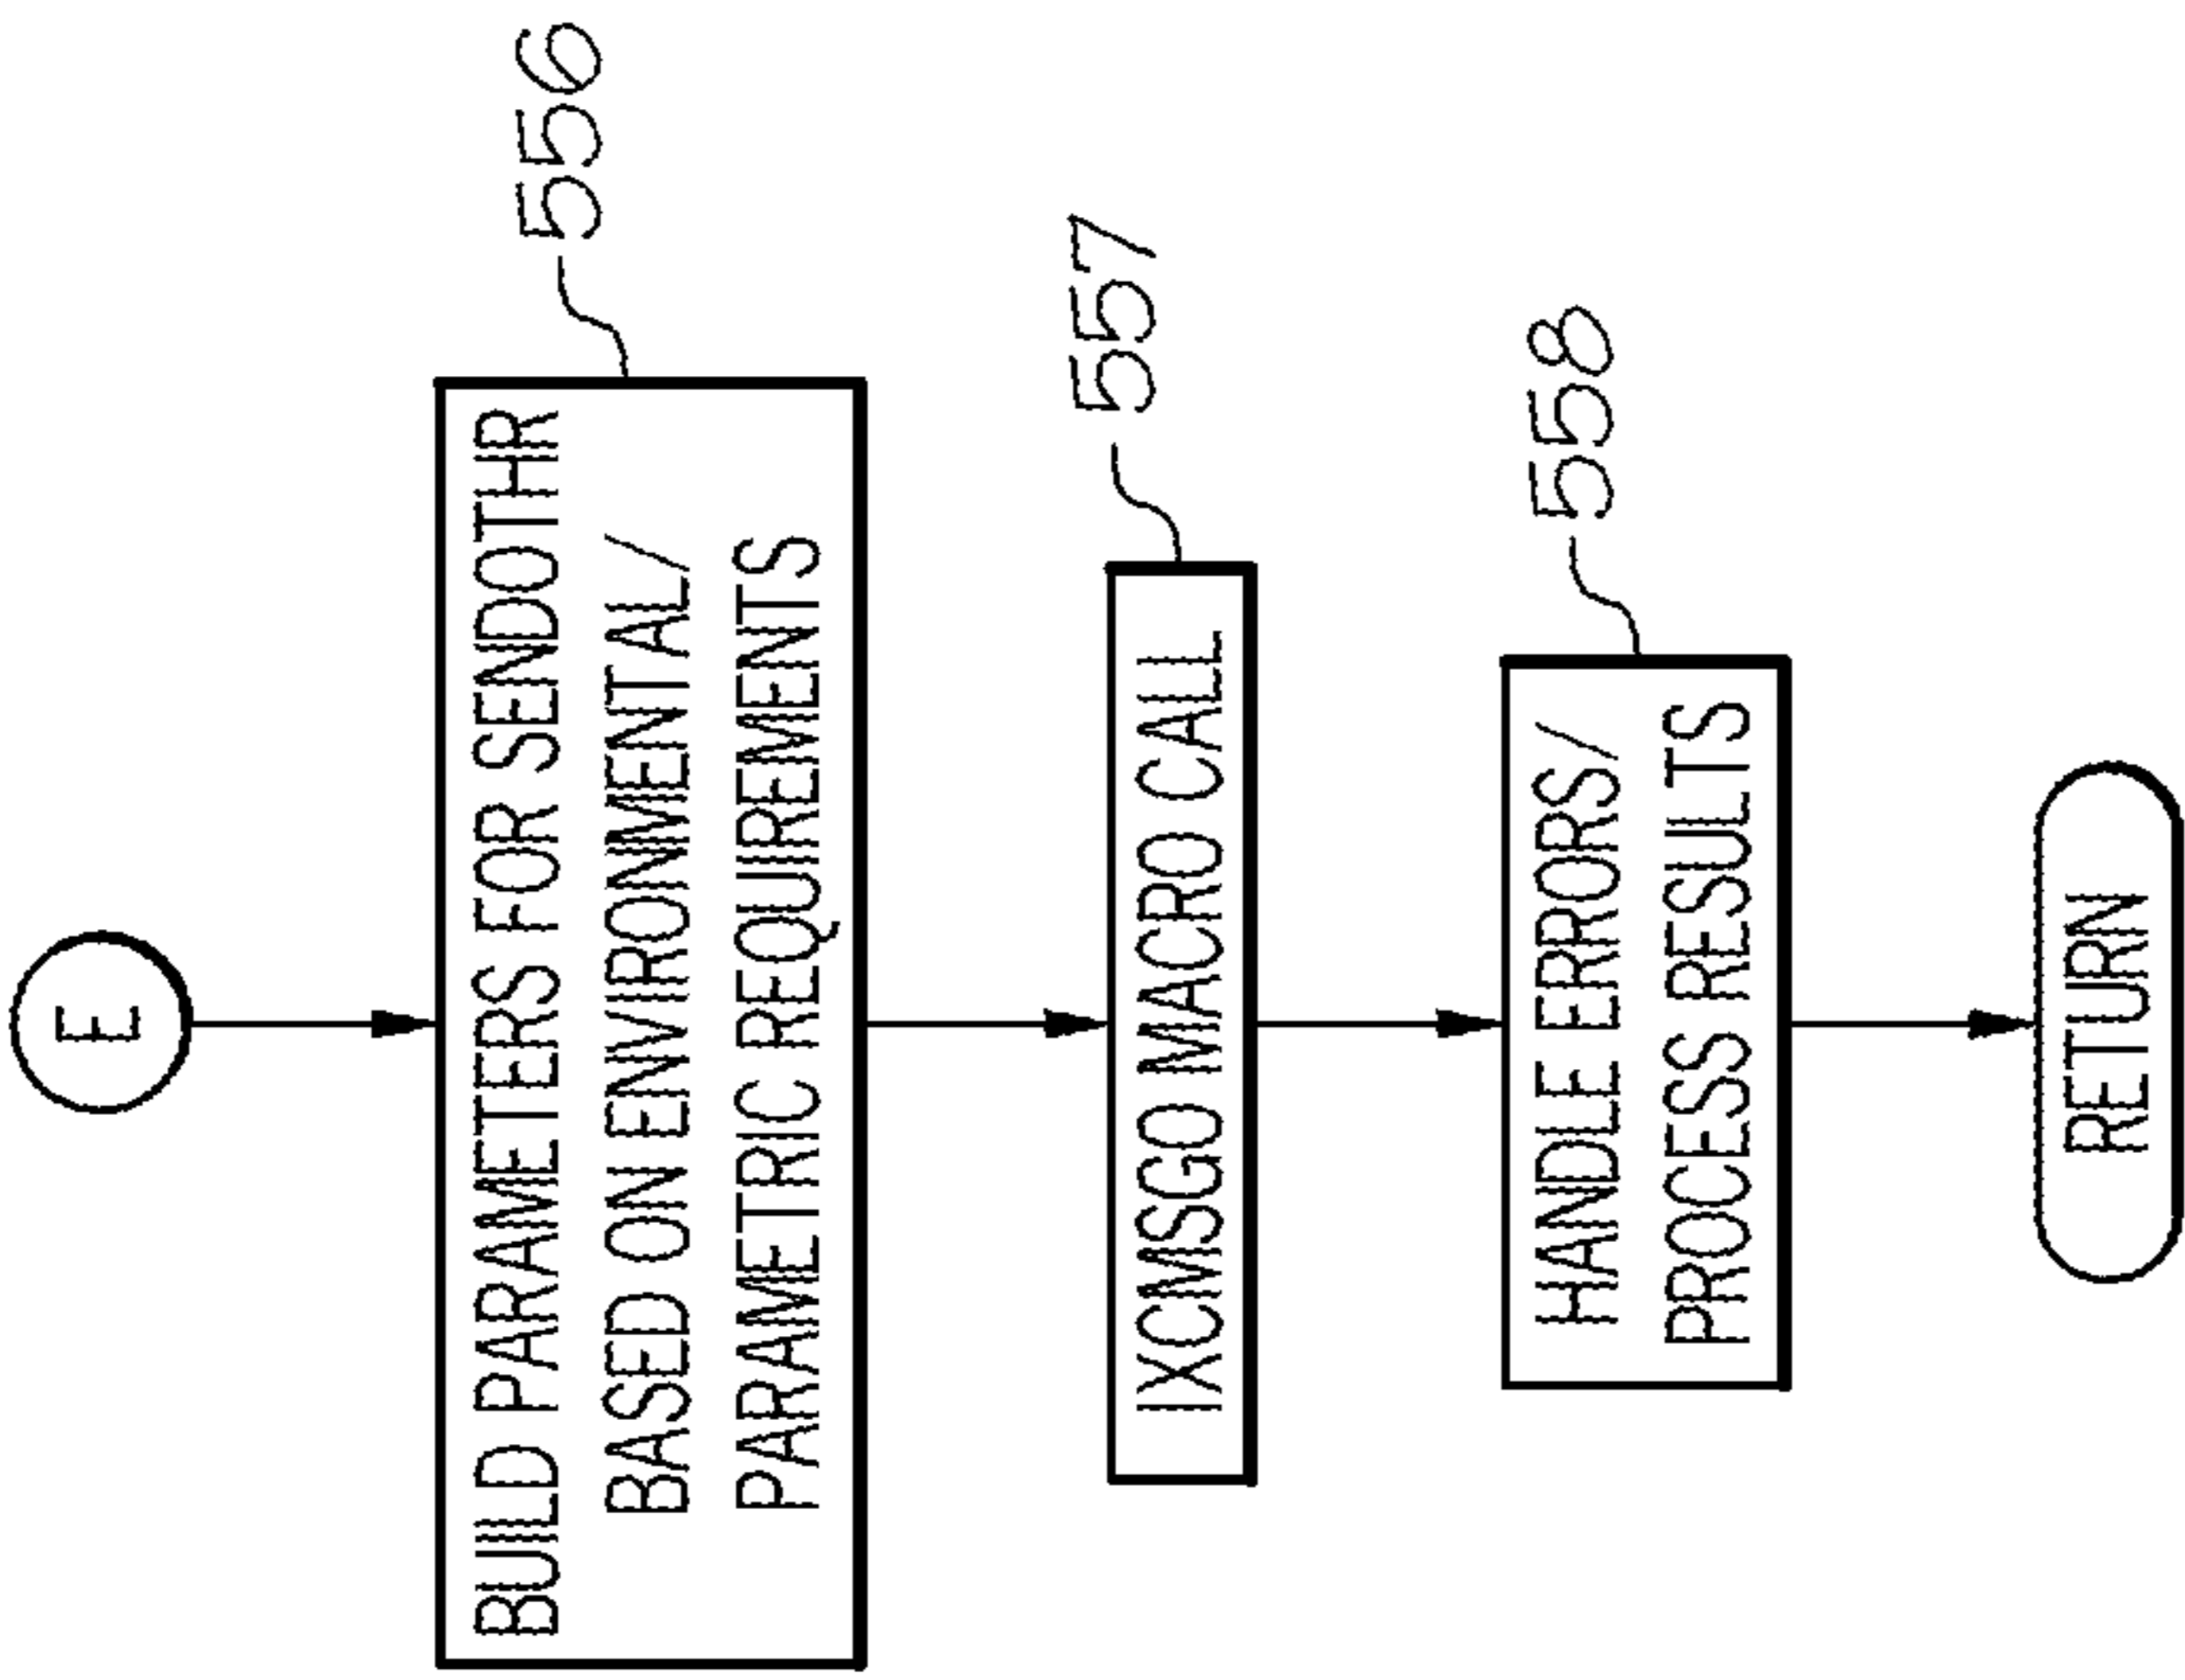 E
556
BUILD PARAMETERS FOR SENDOTHR
BASED ON ENVIRONMENTAL/
PARAMETRIC REQUIREMENTS
557
IXCMSGO MACRO CALL
558
HANDLE ERRORS/
PROCESS RESULTS
RETURN